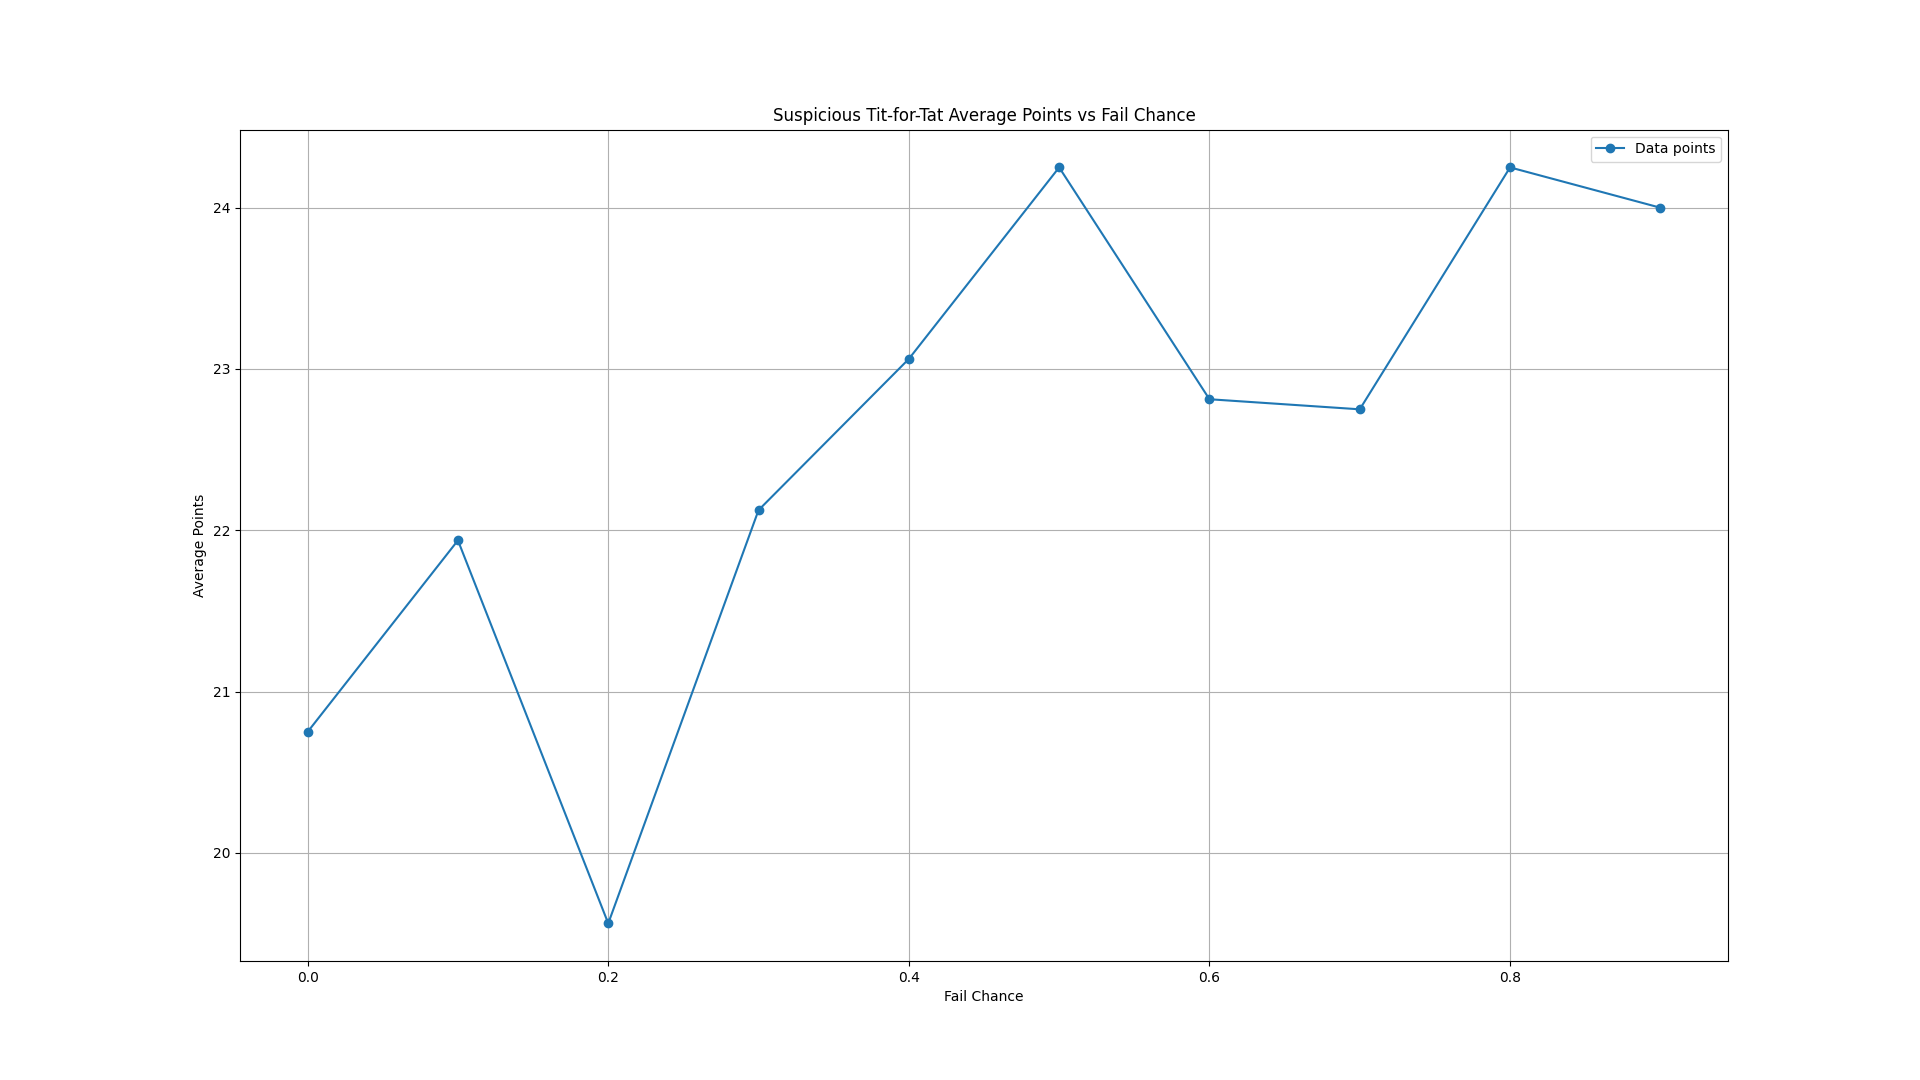 Suspicious Tit-for-Tat Average Points vs Fail Chance
Data points
24
23
22
21
20
Average Points
0.0 0.2 0.4 0.6 0.8
Fail Chance